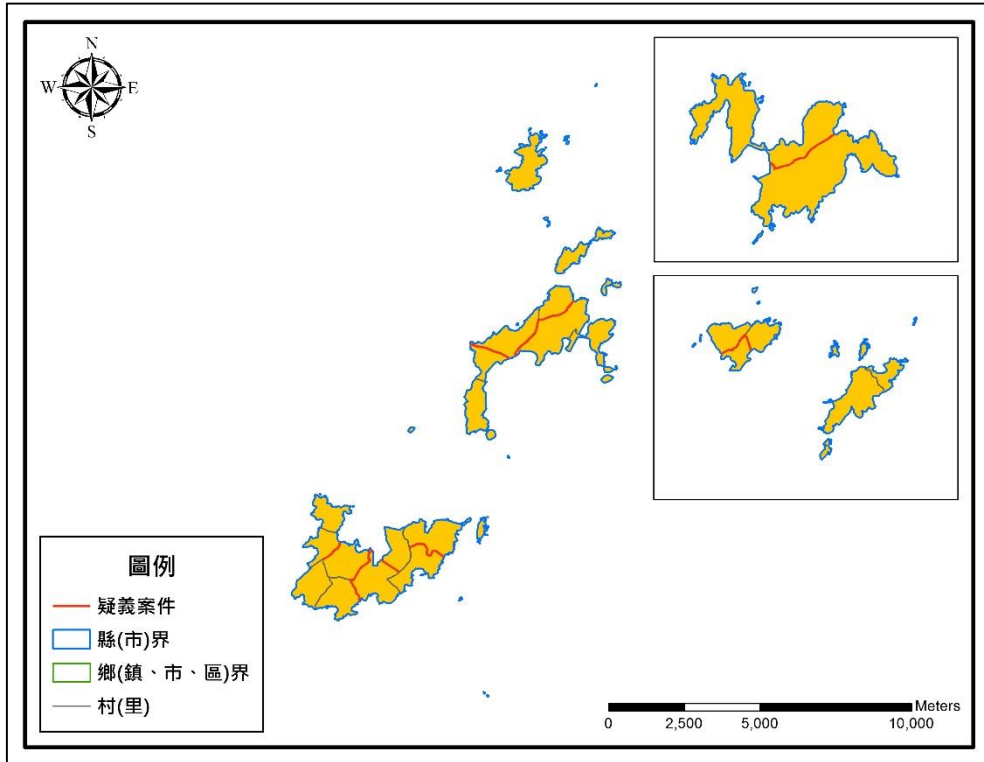 N
W E
S
圖例
疑義案件
縣(市)界
鄉(鎮、市、區)界
村(里)
Meters
0 2,500 5,000 10,000